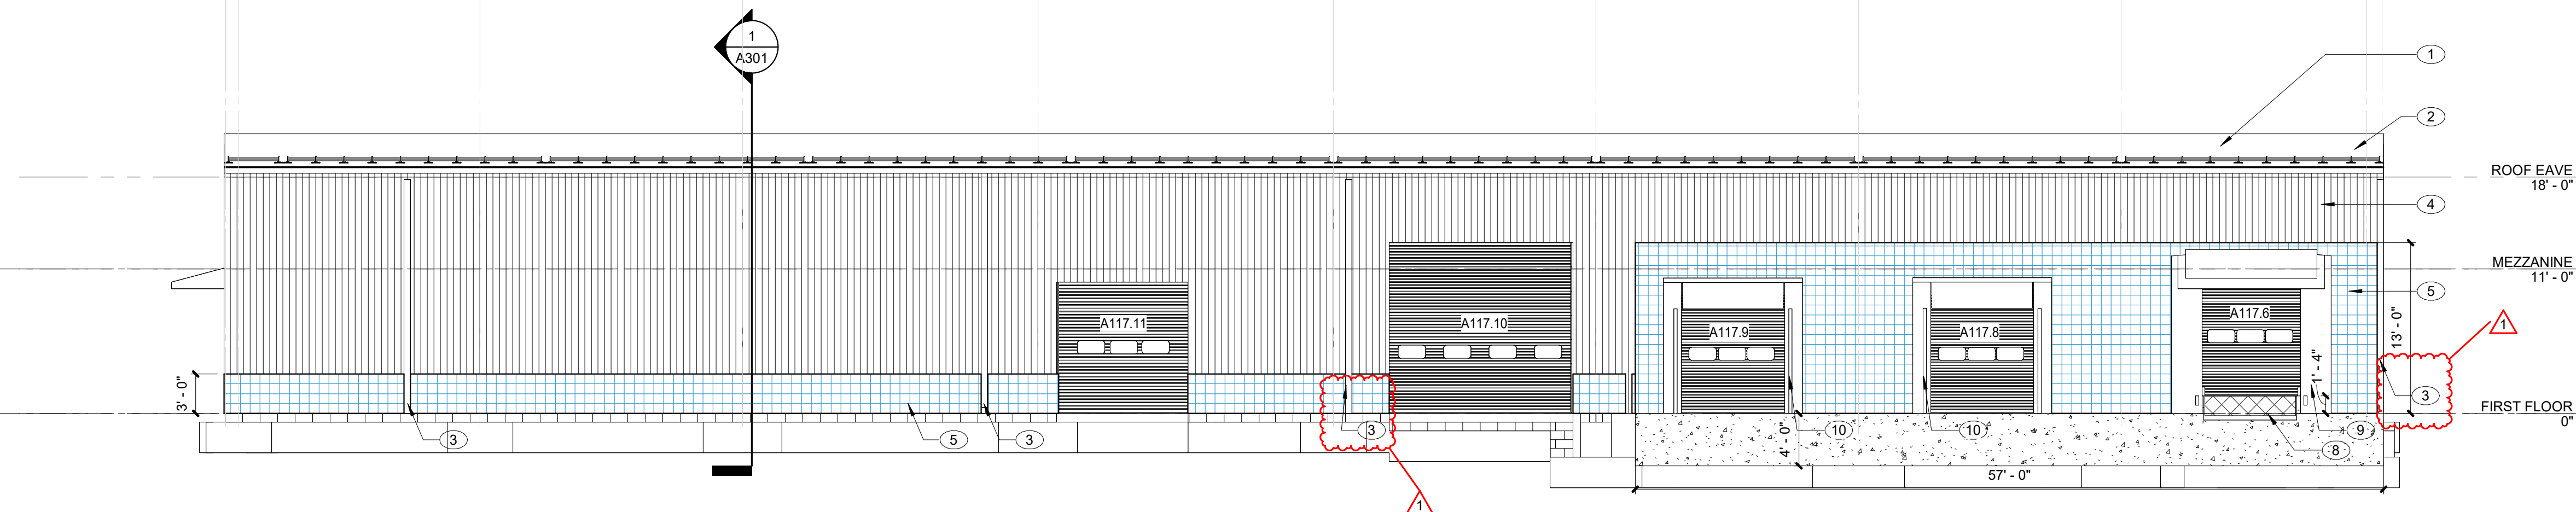 1
A301
1
2
ROOF EAVE
18' - 0"
4
MEZZANINE
11' - 0"
5
1
A117.11
A117.10
A117.9
A117.8
A117.6
13' - 0"
1' - 4"
3' - 0"
3
FIRST FLOOR
0"
3
5
3
3
10
10
9
4' - 0"
8
57' - 0"
1